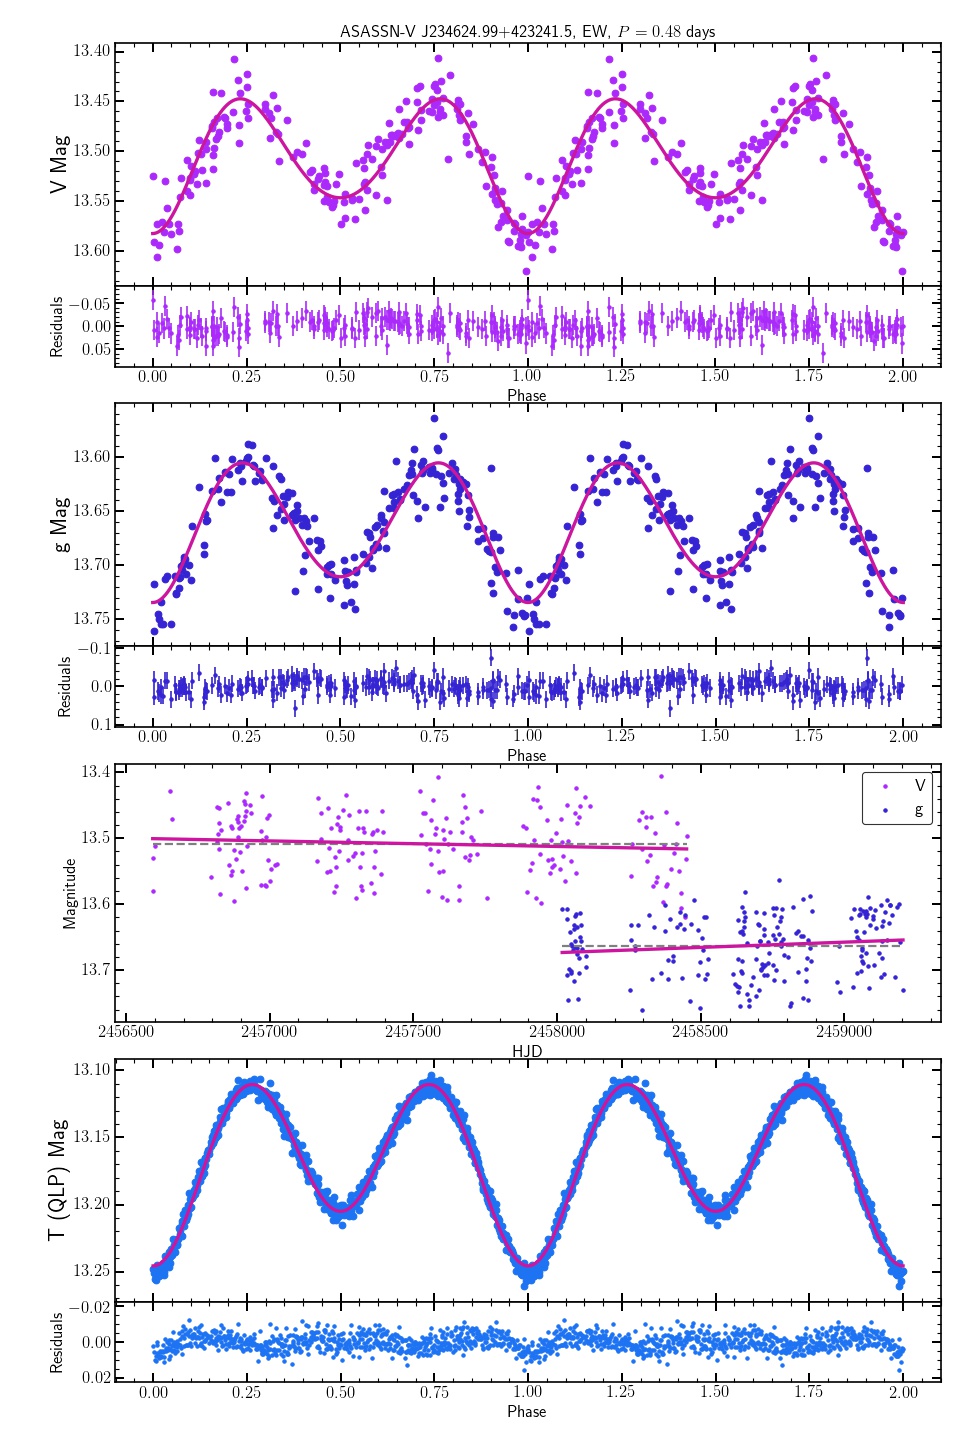 ASASSN-V J234624.99+423241.5, EW, P = 0.48 days
13.40
13.45
13.50
13.55
13.60
V Mag
−0.05
0.00
0.05
Residuals
0.00 0.25 0.50 0.75 1.00 1.25 1.50 1.75 2.00
Phase
13.60
13.65
13.70
13.75
g Mag
−0.1
0.0
0.1
Residuals
0.00 0.25 0.50 0.75 1.00 1.25 1.50 1.75 2.00
Phase
13.4
13.5
13.6
13.7
Magnitude
V
g
2456500 2457000 2457500 2458000 2458500 2459000
HJD
13.10
13.15
13.20
13.25
T (QLP) Mag
−0.02
0.00
0.02
Residuals
0.00 0.25 0.50 0.75 1.00 1.25 1.50 1.75 2.00
Phase